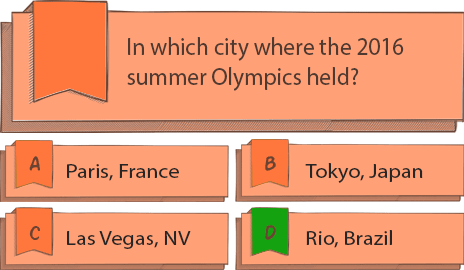 In which city where the 2016
summer Olympics held?
A Paris, France
B Tokyo, Japan
C Las Vegas, NV
D Rio, Brazil